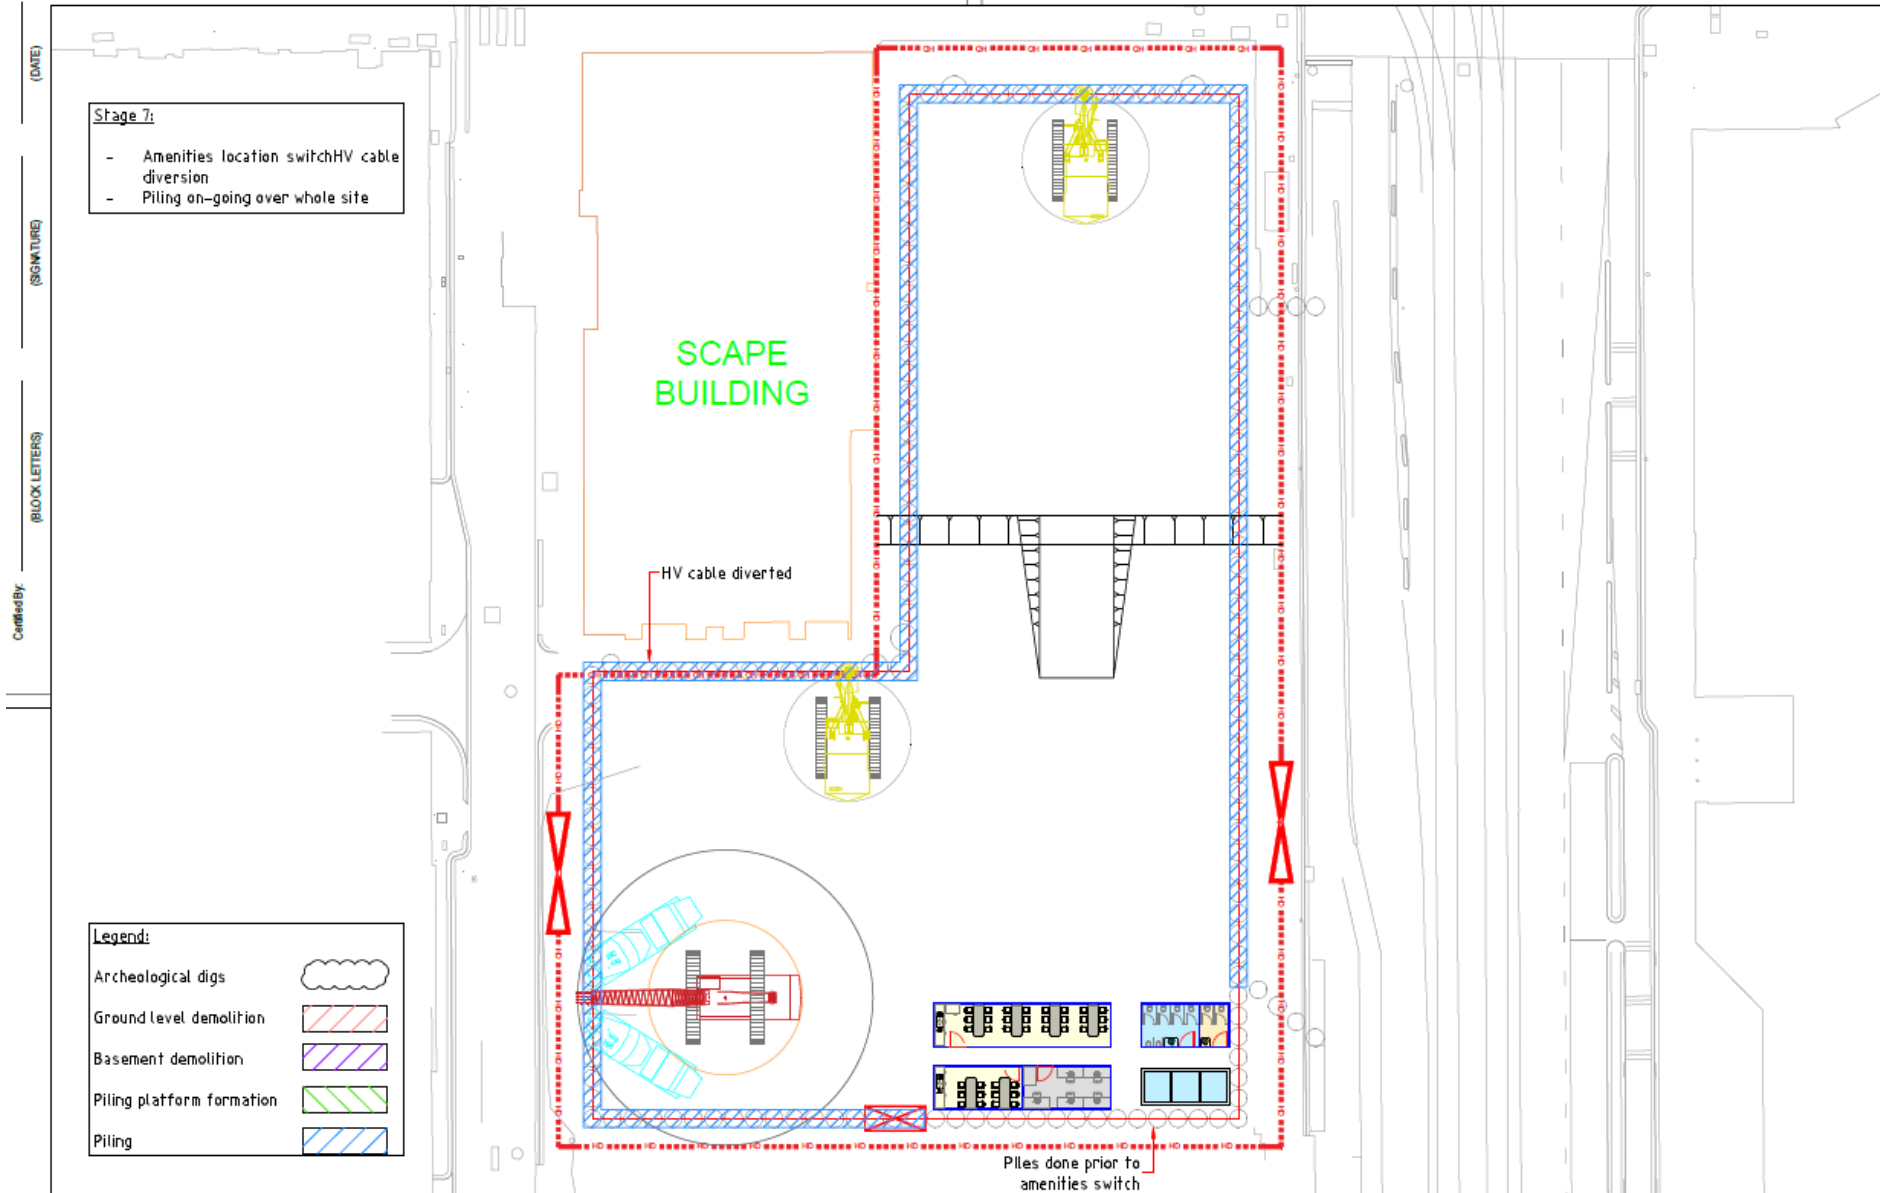 (DATE)
(SIGNATURE)
(BLOCK LETTERS)
Certified By:
Stage 7:
- Amenities location switchHV cable
diversion
- Piling on-going over whole site
SCAPE
BUILDING
HV cable diverted
Legend:
Archeological digs
Ground level demolition
Basement demolition
Piling platform formation
Piling
Piles done prior to
amenities switch